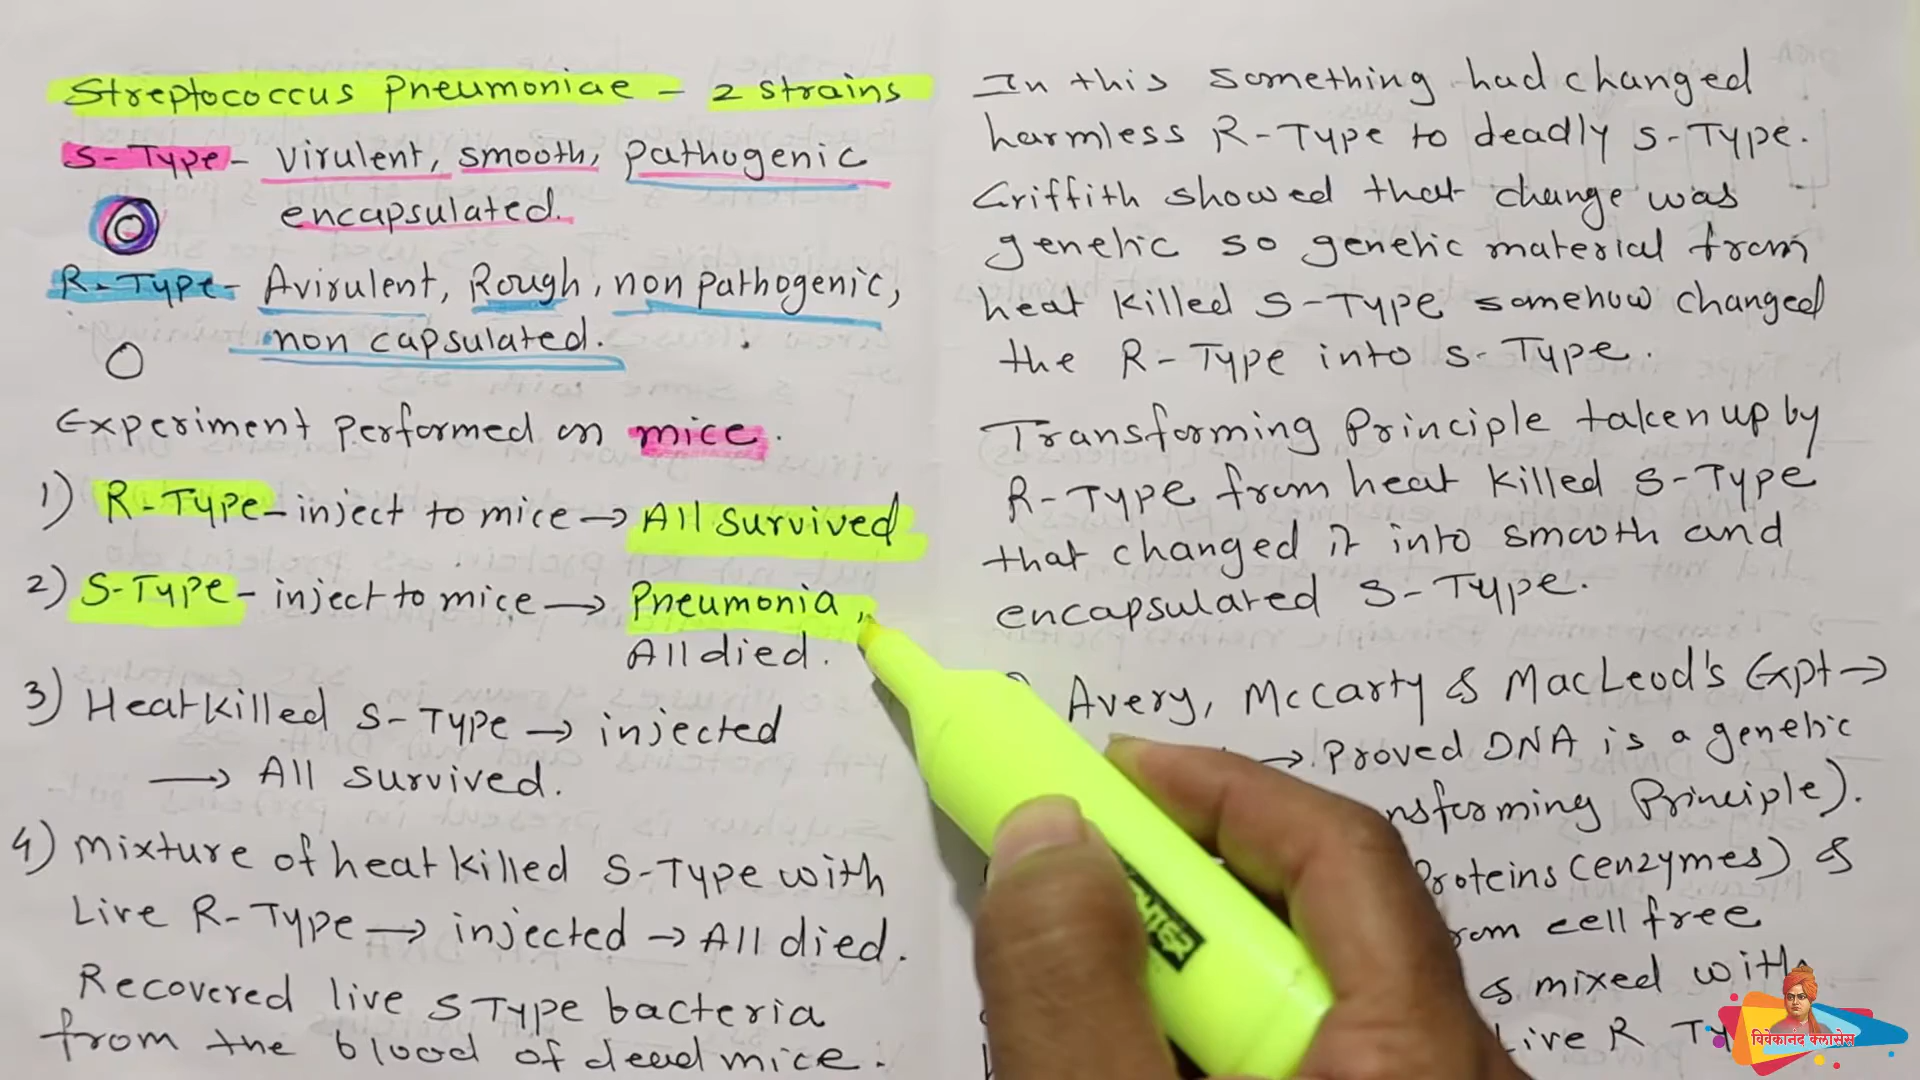 Streptococcus Pneumoniae - 2 strains
S-Type - virulent, smooth, pathogenic
encapsulated.
R-Type - Avirulent, Rough, non pathogenic,
non capsulated.
Experiment performed on mice.
1) R-Type - inject to mice → All survived
2) S-Type - inject to mice → Pneumonia,
All died.
3) Heat killed S-Type → injected
→ All survived.
4) Mixture of heat killed S-Type with
Live R-Type → injected → All died.
Recovered live S Type bacteria
from the blood of dead mice.
In this something had changed
harmless R-Type to deadly S-Type.
Griffith showed that change was
genetic so genetic material from
heat killed S-Type somehow changed
the R-Type into S-Type.
Transforming Principle taken up by
R-Type from heat killed S-Type
that changed it into smooth and
encapsulated S-Type.
Avery, McCarty & MacLeod's Expt →
→ Proved DNA is a genetic
nsforming Principle).
Proteins (enzymes) &
rom cell free
& mixed with
Live R Ty
विवेकानंद क्लासेस